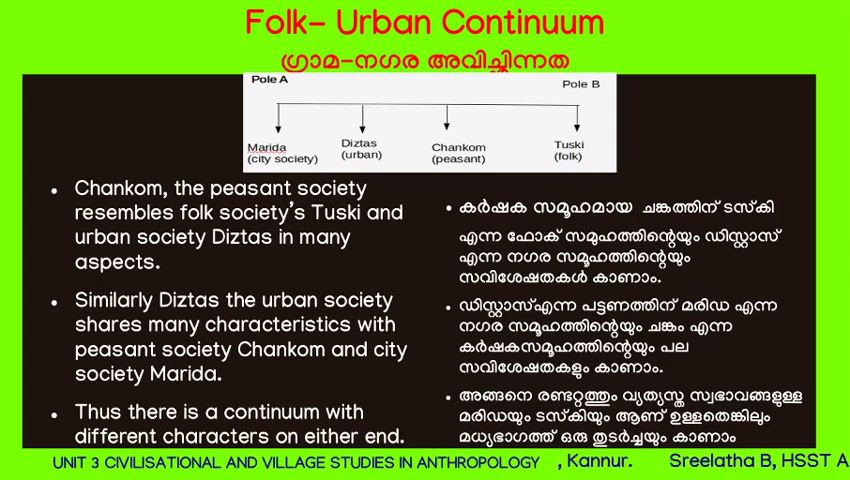 Folk- Urban Continuum
ഗ്രാമ-നഗര അവിച്ഛിന്നത
Pole A
Pole B
Marida
(city society)
Diztas
(urban)
Chankom
(peasant)
Tuski
(folk)
• Chankom, the peasant society
resembles folk society's Tuski and
urban society Diztas in many
aspects.
• Similarly Diztas the urban society
shares many characteristics with
peasant society Chankom and city
society Marida.
• Thus there is a continuum with
different characters on either end.
• കർഷക സമൂഹമായ ചങ്കത്തിന് ടസ്കി
എന്ന ഫോക് സമുഹത്തിന്റെയും ഡിസ്റ്റാസ്
എന്ന നഗര സമൂഹത്തിന്റെയും
സവിശേഷതകൾ കാണാം.
• ഡിസ്റ്റാസ്എന്ന പട്ടണത്തിന് മരിഡ എന്ന
നഗര സമൂഹത്തിന്റെയും ചങ്കം എന്ന
കർഷകസമൂഹത്തിന്റെയും പല
സവിശേഷതകളും കാണാം.
• അങ്ങനെ രണ്ടറ്റത്തും വ്യത്യസ്ത സ്വഭാവങ്ങളുള്ള
മരിഡയും ടസ്കിയും ആണ് ഉള്ളതെങ്കിലും
മധ്യഭാഗത്ത് ഒരു തുടർച്ചയും കാണാം
UNIT 3 CIVILISATIONAL AND VILLAGE STUDIES IN ANTHROPOLOGY , Kannur. Sreelatha B, HSST A